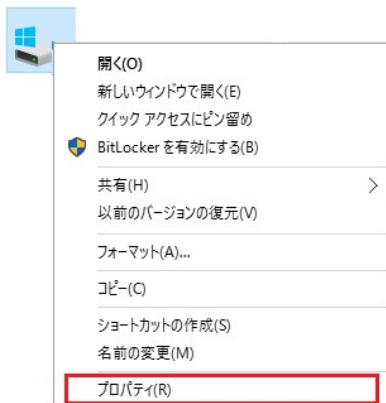 開く(O)
新しいウィンドウで開く(E)
クイック アクセスにピン留め
BitLocker を有効にする(B)
共有(H)
以前のバージョンの復元(V)
フォーマット(A)...
コピー(C)
ショートカットの作成(S)
名前の変更(M)
プロパティ(R)